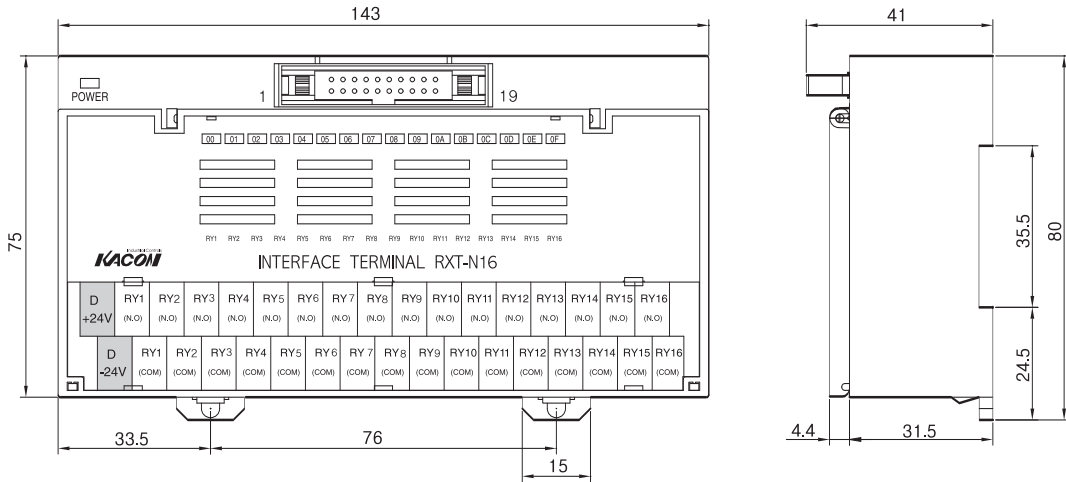 143
41
POWER
1
19
00 01 02 03 04 05 06 07 08 09 0A 0B 0C 0D 0E 0F
75
35.5
80
RY1 RY2 RY3 RY4 RY5 RY6 RY7 RY8 RY9 RY10 RY11 RY12 RY13 RY14 RY15 RY16
Industrial Controls
KACON
INTERFACE TERMINAL RXT-N16
D RY1 RY2 RY3 RY4 RY5 RY6 RY7 RY8 RY9 RY10 RY11 RY12 RY13 RY14 RY15 RY16
+24V (N.O) (N.O) (N.O) (N.O) (N.O) (N.O) (N.O) (N.O) (N.O) (N.O) (N.O) (N.O) (N.O) (N.O) (N.O) (N.O)
D RY1 RY2 RY3 RY4 RY5 RY6 RY7 RY8 RY9 RY10 RY11 RY12 RY13 RY14 RY15 RY16
-24V (COM) (COM) (COM) (COM) (COM) (COM) (COM) (COM) (COM) (COM) (COM) (COM) (COM) (COM) (COM) (COM)
24.5
33.5
76
15
4.4
31.5